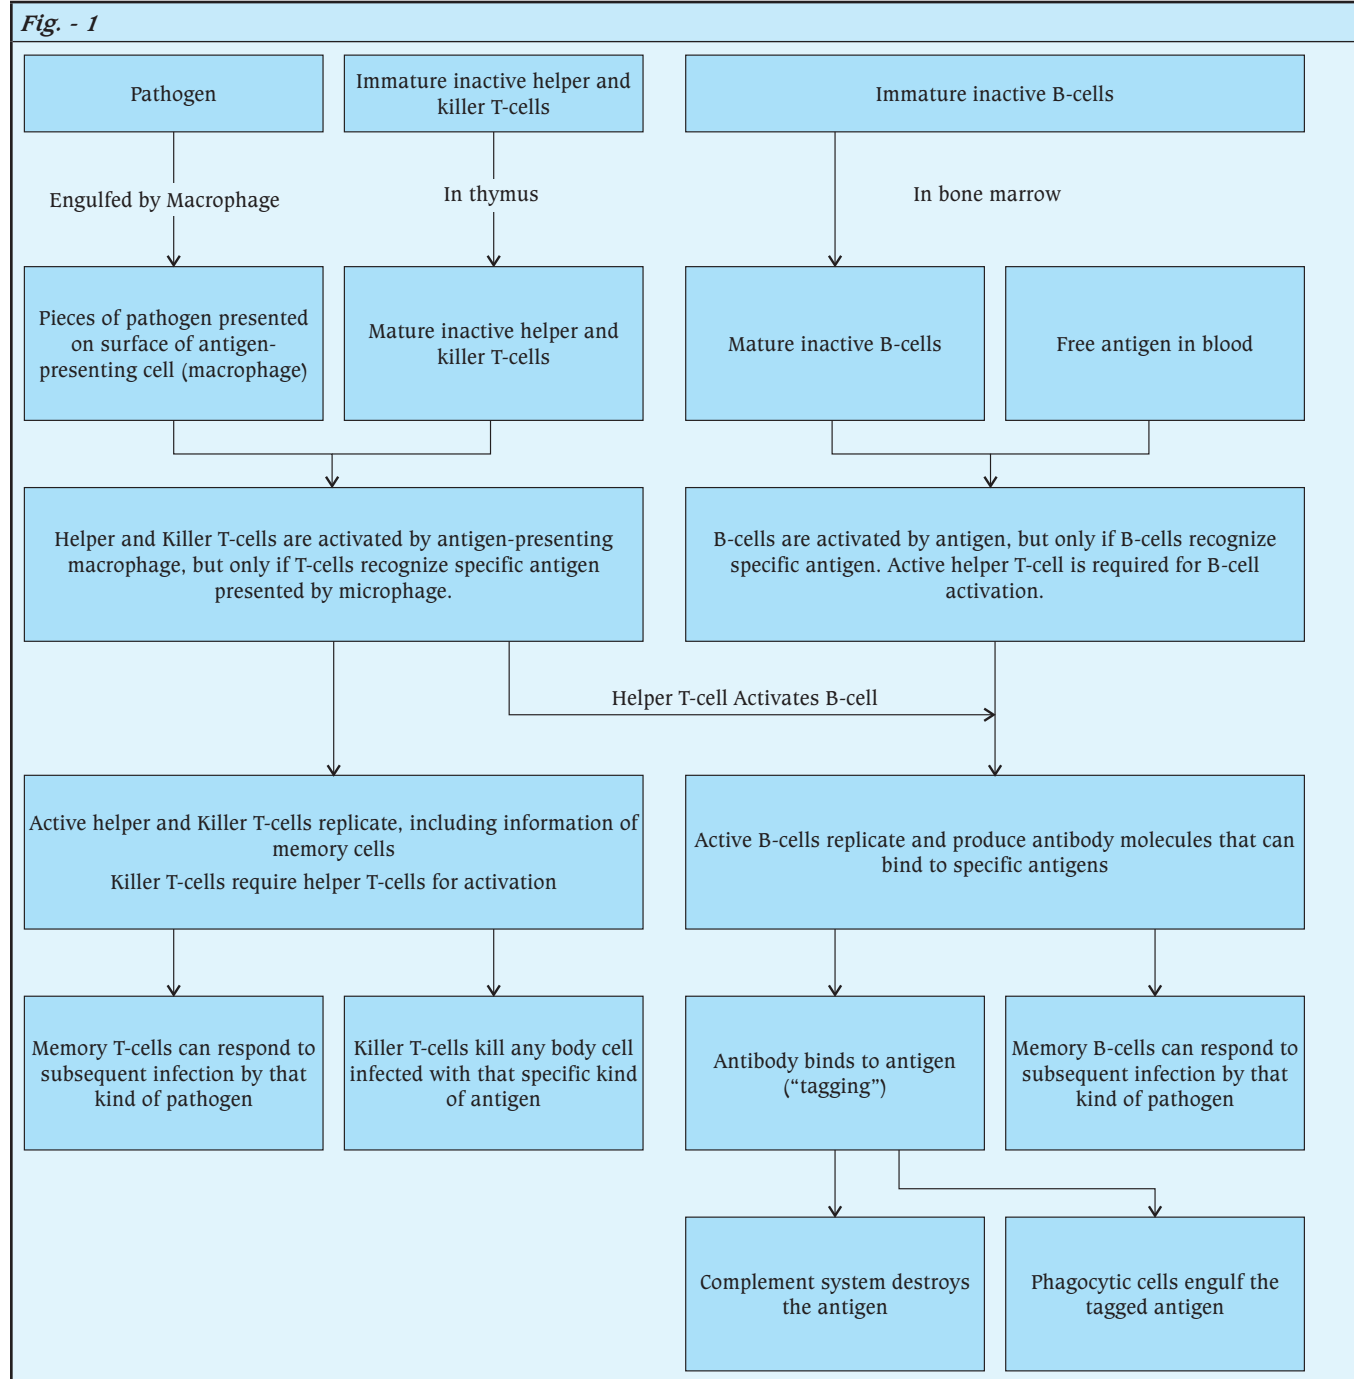 Fig. - 1
Pathogen
Immature inactive helper and
killer T-cells
Immature inactive B-cells
Engulfed by Macrophage
In thymus
In bone marrow
Pieces of pathogen presented
on surface of antigen-
presenting cell (macrophage)
Mature inactive helper and
killer T-cells
Mature inactive B-cells
Free antigen in blood
Helper and Killer T-cells are activated by antigen-presenting
macrophage, but only if T-cells recognize specific antigen
presented by microphage.
B-cells are activated by antigen, but only if B-cells recognize
specific antigen. Active helper T-cell is required for B-cell
activation.
Helper T-cell Activates B-cell
Active helper and Killer T-cells replicate, including information of
memory cells
Killer T-cells require helper T-cells for activation
Active B-cells replicate and produce antibody molecules that can
bind to specific antigens
Memory T-cells can respond to
subsequent infection by that
kind of pathogen
Killer T-cells kill any body cell
infected with that specific kind
of antigen
Antibody binds to antigen
(“tagging”)
Memory B-cells can respond to
subsequent infection by that
kind of pathogen
Complement system destroys
the antigen
Phagocytic cells engulf the
tagged antigen